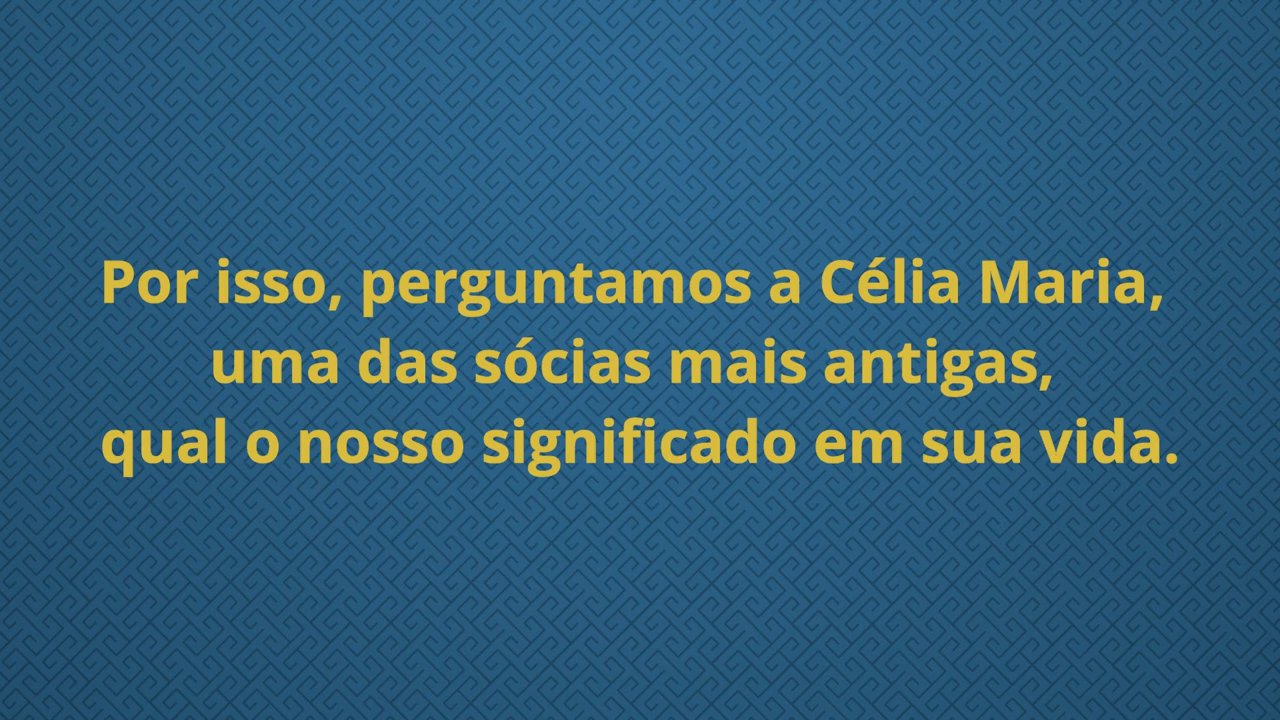 Por isso, perguntamos a Célia Maria,
uma das sócias mais antigas,
qual o nosso significado em sua vida.